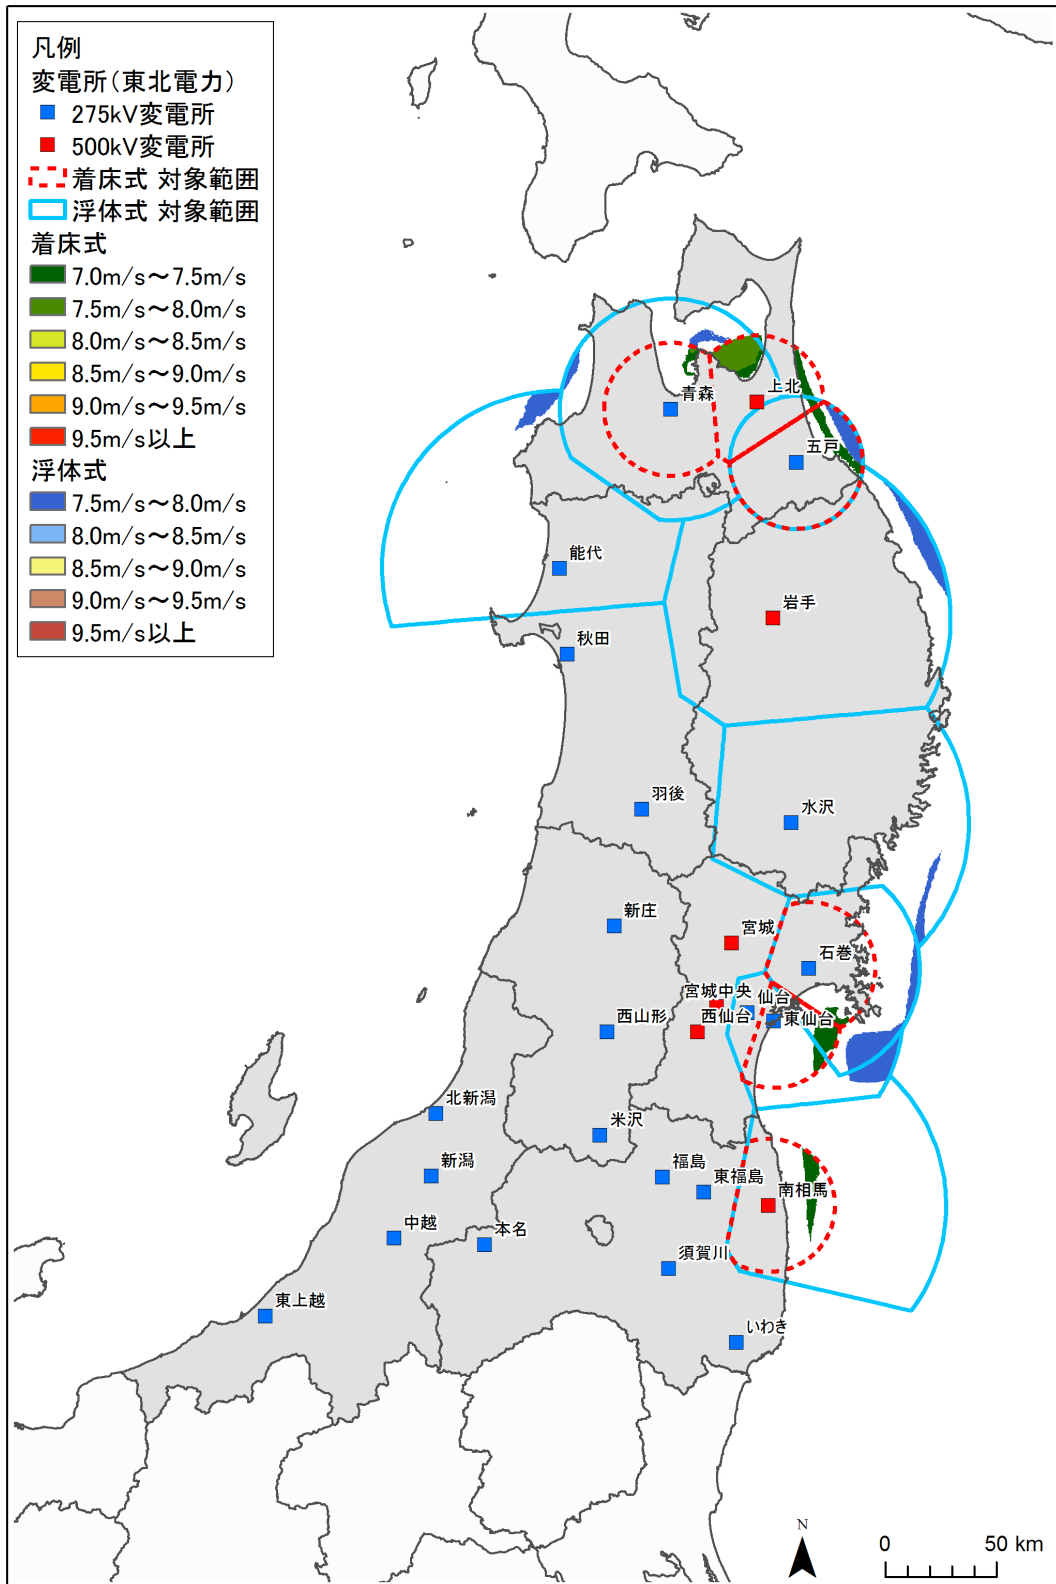 凡例
変電所(東北電力)
275kV変電所
500kV変電所
着床式 対象範囲
浮体式 対象範囲
着床式
7.0m/s~7.5m/s
7.5m/s~8.0m/s
8.0m/s~8.5m/s
8.5m/s~9.0m/s
9.0m/s~9.5m/s
9.5m/s以上
浮体式
7.5m/s~8.0m/s
8.0m/s~8.5m/s
8.5m/s~9.0m/s
9.0m/s~9.5m/s
9.5m/s以上
青森
上北
五戸
能代
岩手
秋田
羽後
水沢
新庄
宮城
石巻
宮城中央
仙台
西仙台
東仙台
西山形
北新潟
米沢
新潟
福島
東福島
南相馬
中越
本名
須賀川
東上越
いわき
N
0 50 km